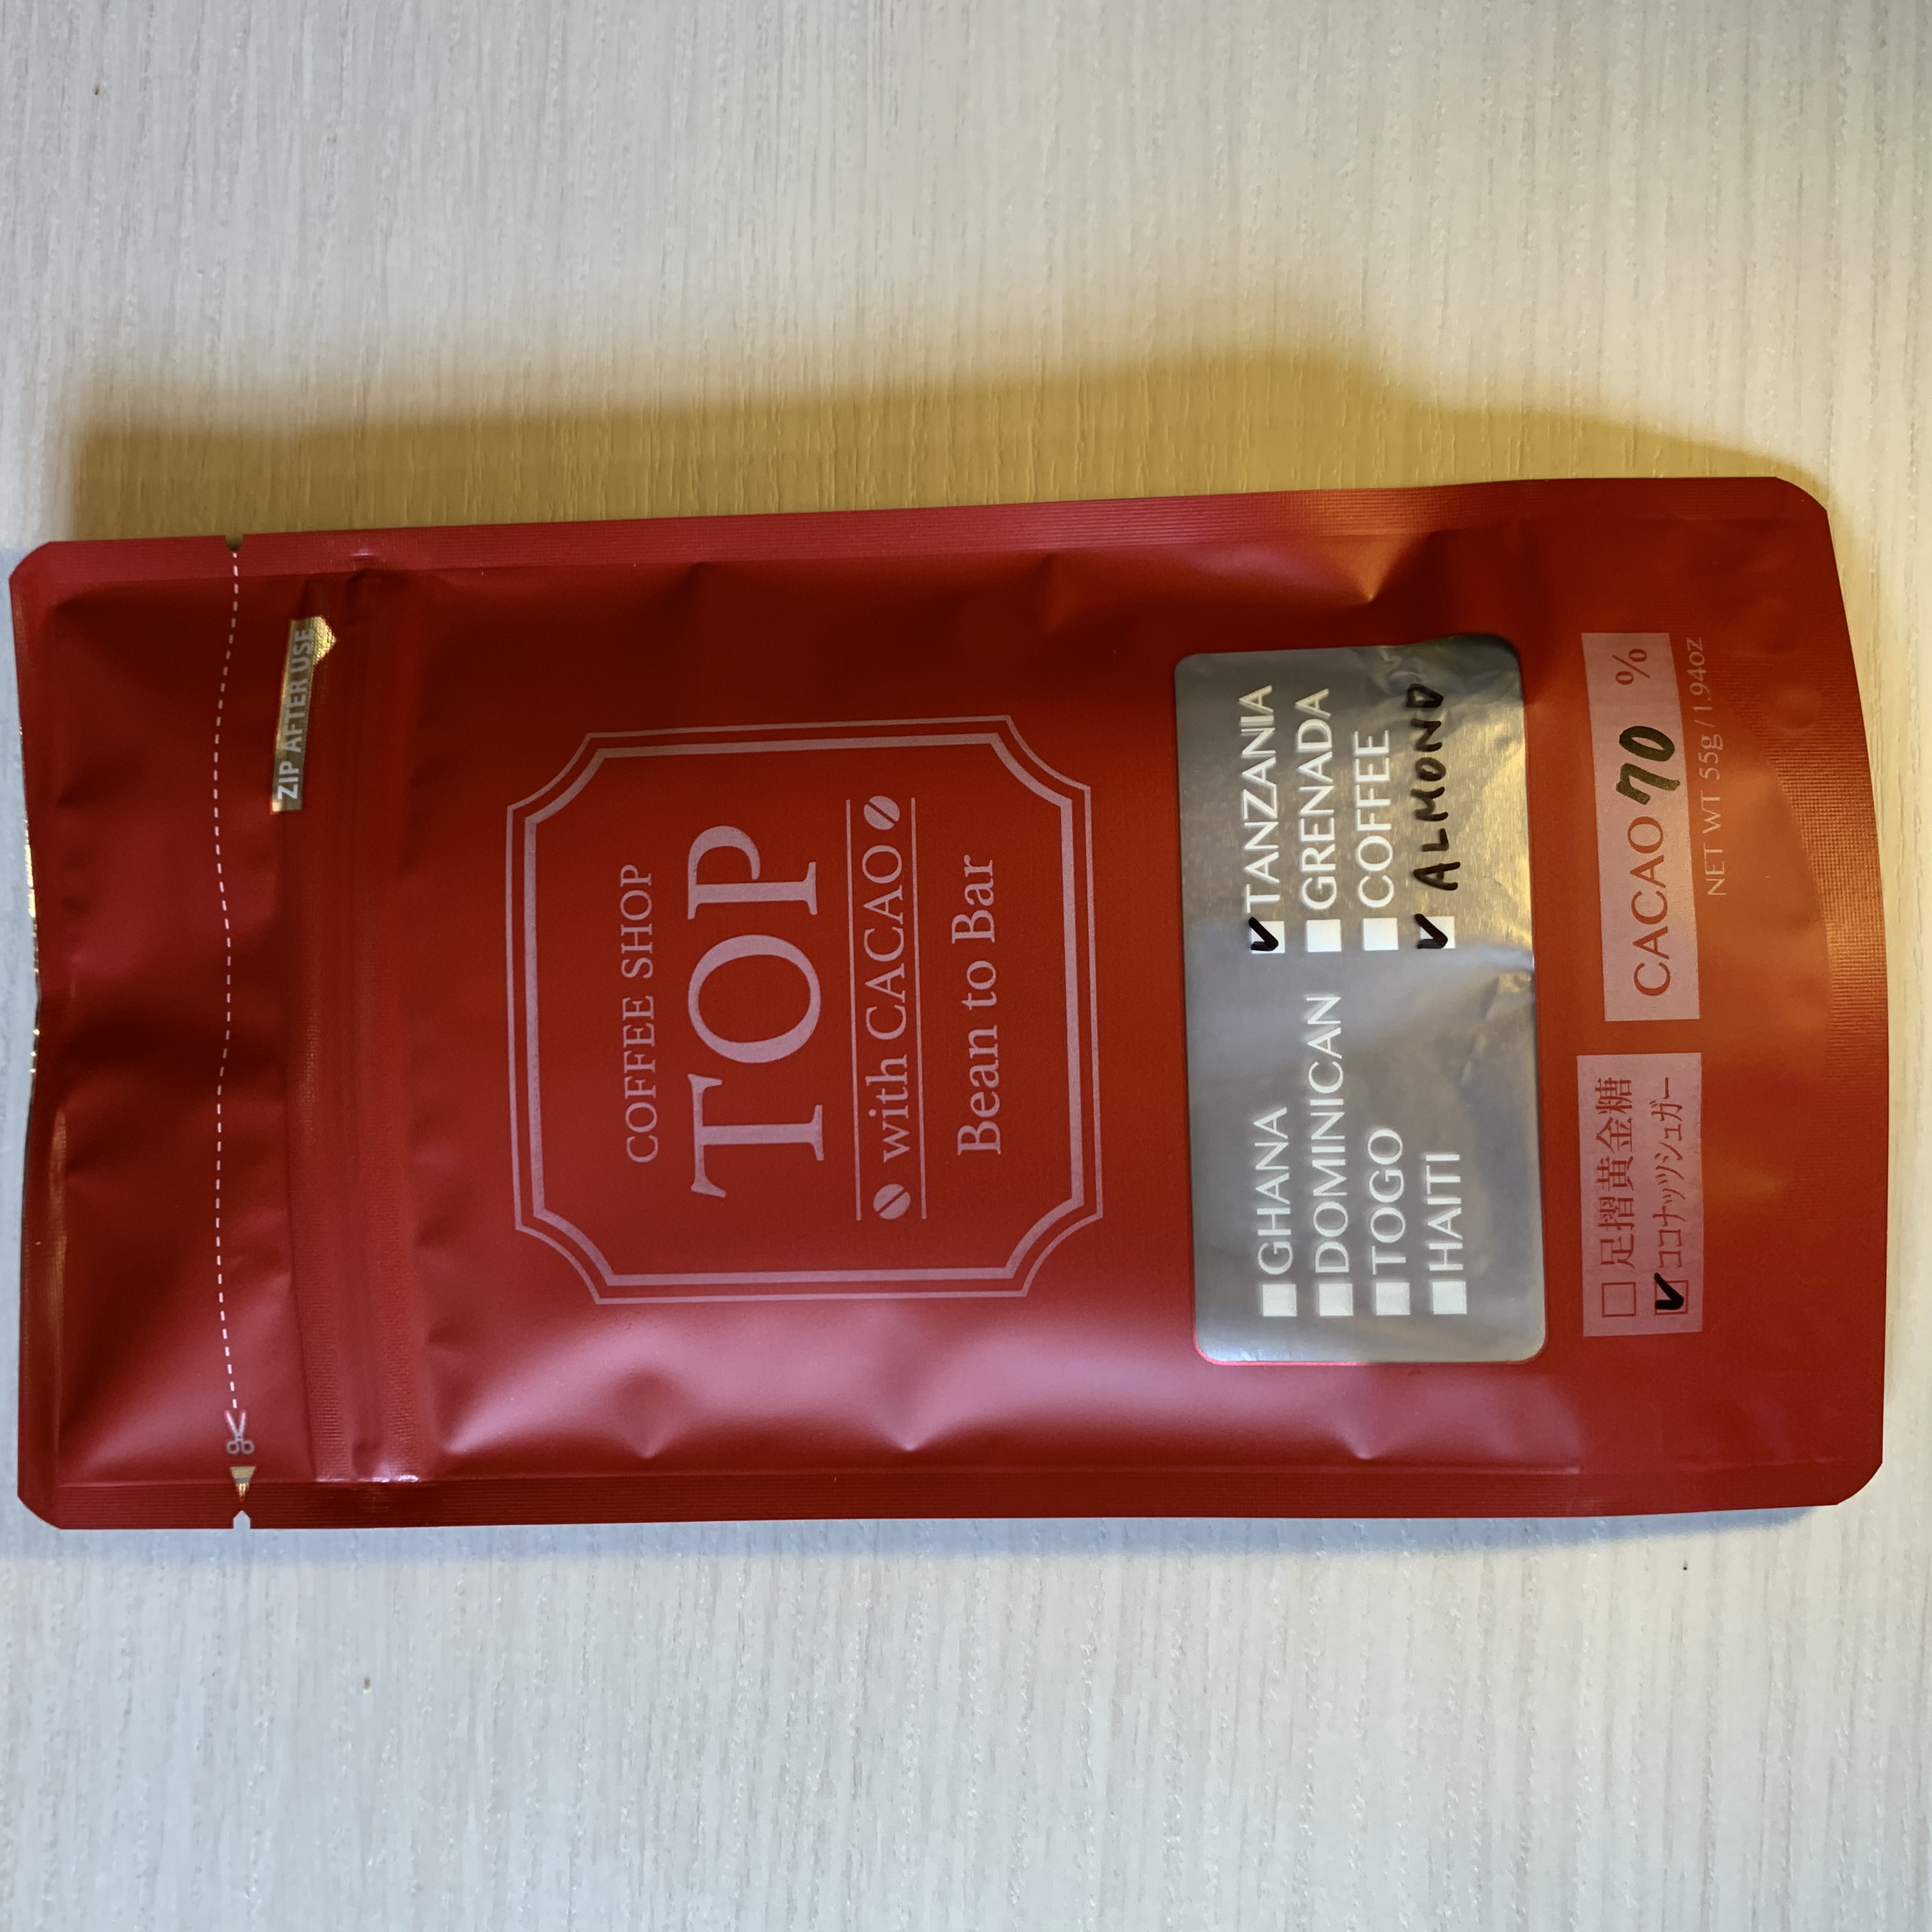 ZIP AFTER USE
COFFEE SHOP
TOP
with CACAO
Bean to Bar
GHANA
DOMINICAN
TOGO
HAITI
TANZANIA
GRENADA
COFFEE
ALMOND
足摺黄金糖
ココナッツシュガー
CACAO 70 %
NET WT 55g / 1.94oz